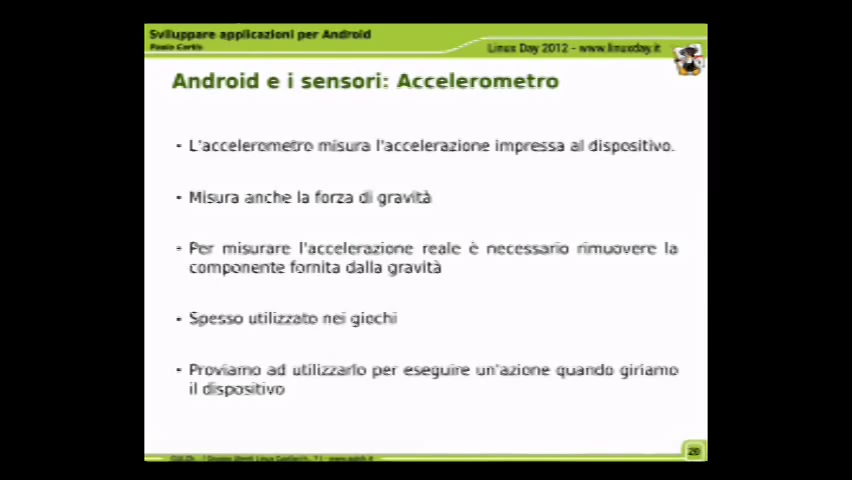 Sviluppare applicazioni per Android
Linux Day 2012 - www.linuxday.it
Android e i sensori: Accelerometro
- L'accelerometro misura l'accelerazione impressa al dispositivo.
- Misura anche la forza di gravità
- Per misurare l'accelerazione reale è necessario rimuovere la
componente fornita dalla gravità
- Spesso utilizzato nei giochi
- Proviamo ad utilizzarlo per eseguire un'azione quando giriamo
il dispositivo
20